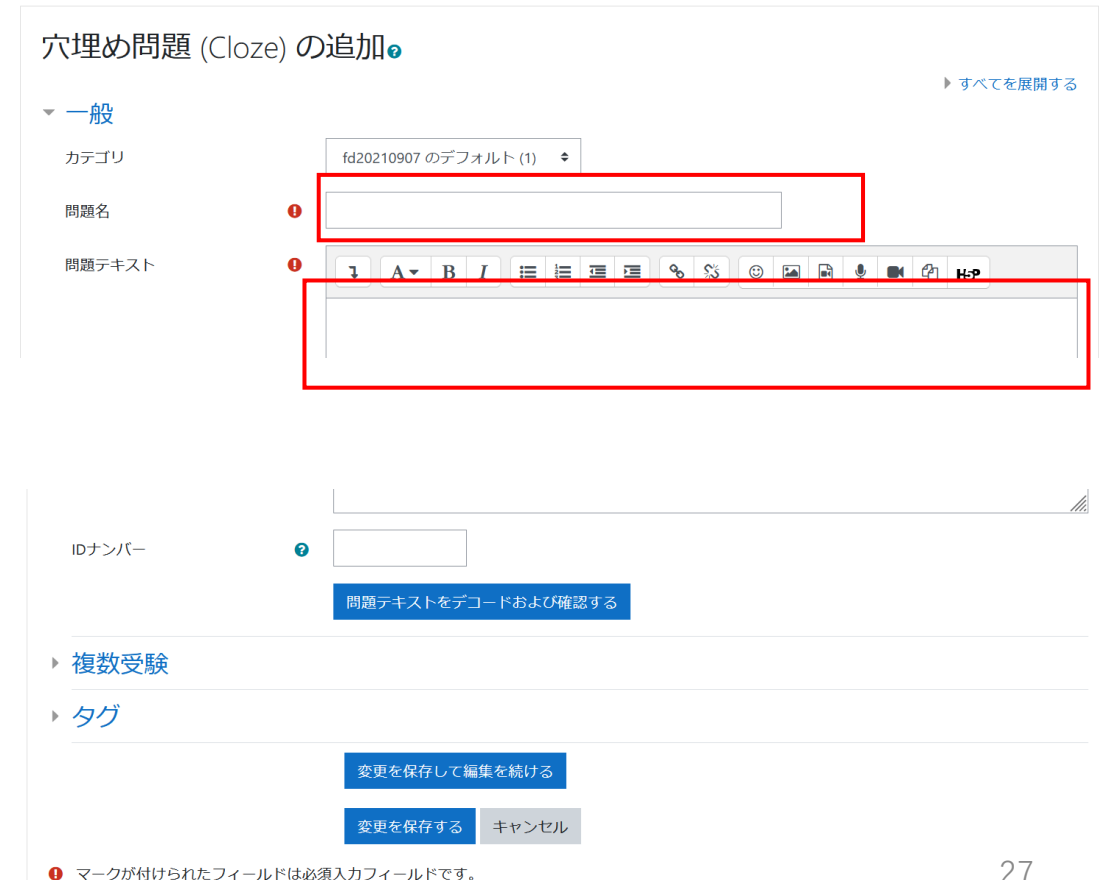 穴埋め問題 (Cloze) の追加
すべてを展開する
一般
カテゴリ
fd20210907 のデフォルト (1)
問題名
問題テキスト
A B I H5P
IDナンバー
問題テキストをデコードおよび確認する
複数受験
タグ
変更を保存して編集を続ける
変更を保存する キャンセル
マークが付けられたフィールドは必須入力フィールドです。
27